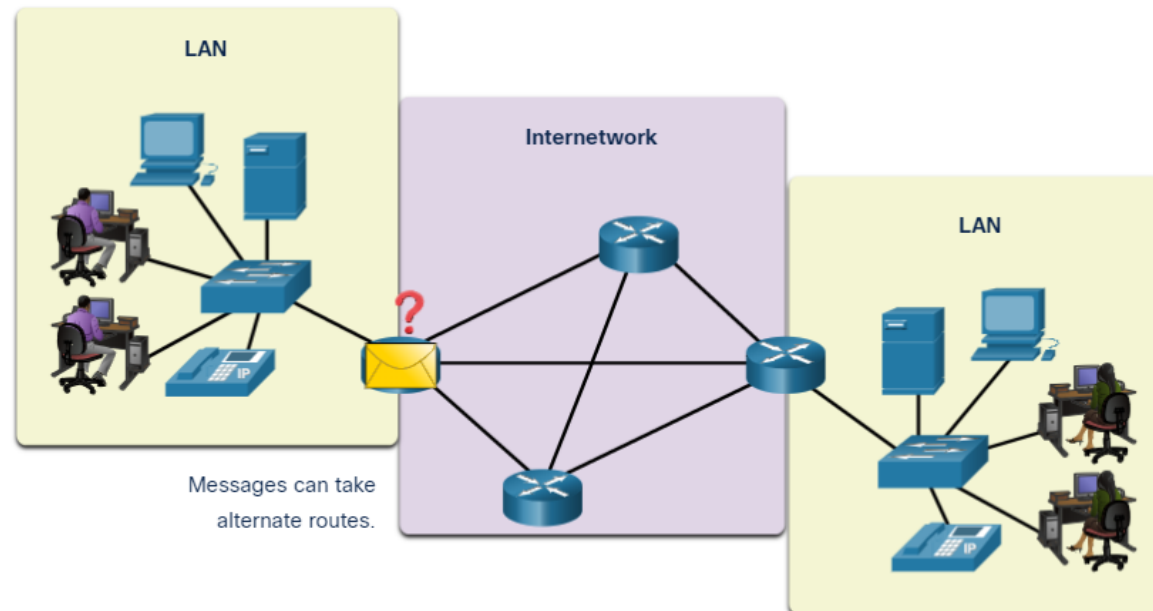 LAN
Internetwork
LAN
?
IP
IP
Messages can take
alternate routes.